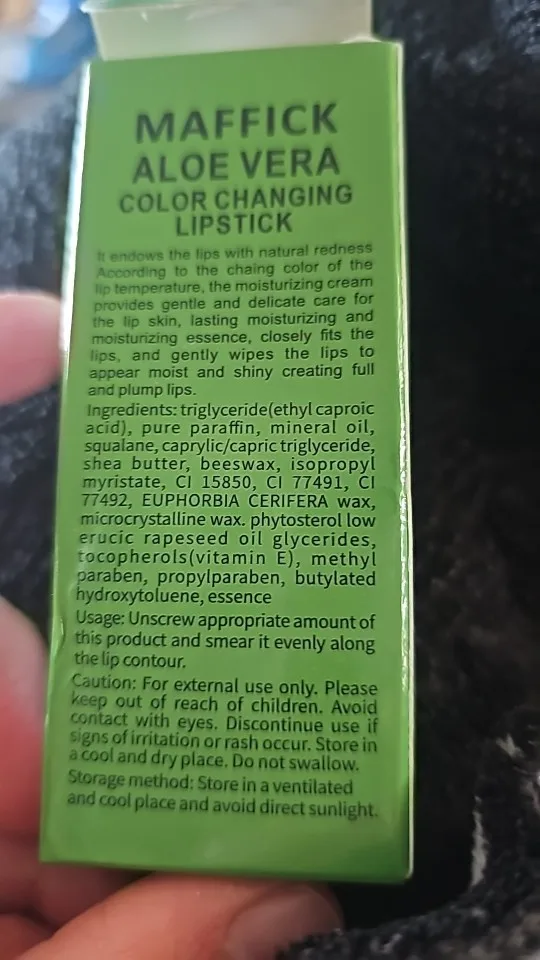 MAFFICK
ALOE VERA
COLOR CHANGING
LIPSTICK
It endows the lips with natural redness
According to the chaing color of the
lip temperature, the moisturizing cream
provides gentle and delicate care for
the lip skin, lasting moisturizing and
moisturizing essence, closely fits the
lips, and gently wipes the lips to
appear moist and shiny creating full
and plump lips.
Ingredients: triglyceride(ethyl caproic
acid), pure paraffin, mineral oil,
squalane, caprylic/capric triglyceride,
shea butter, beeswax, isopropyl
myristate, CI 15850, CI 77491, CI
77492, EUPHORBIA CERIFERA wax,
microcrystalline wax. phytosterol low
erucic rapeseed oil glycerides,
tocopherols(vitamin E), methyl
paraben, propylparaben, butylated
hydroxytoluene, essence
Usage: Unscrew appropriate amount of
this product and smear it evenly along
the lip contour.
Caution: For external use only. Please
keep out of reach of children. Avoid
contact with eyes. Discontinue use if
signs of irritation or rash occur. Store in
a cool and dry place. Do not swallow.
Storage method: Store in a ventilated
and cool place and avoid direct sunlight.